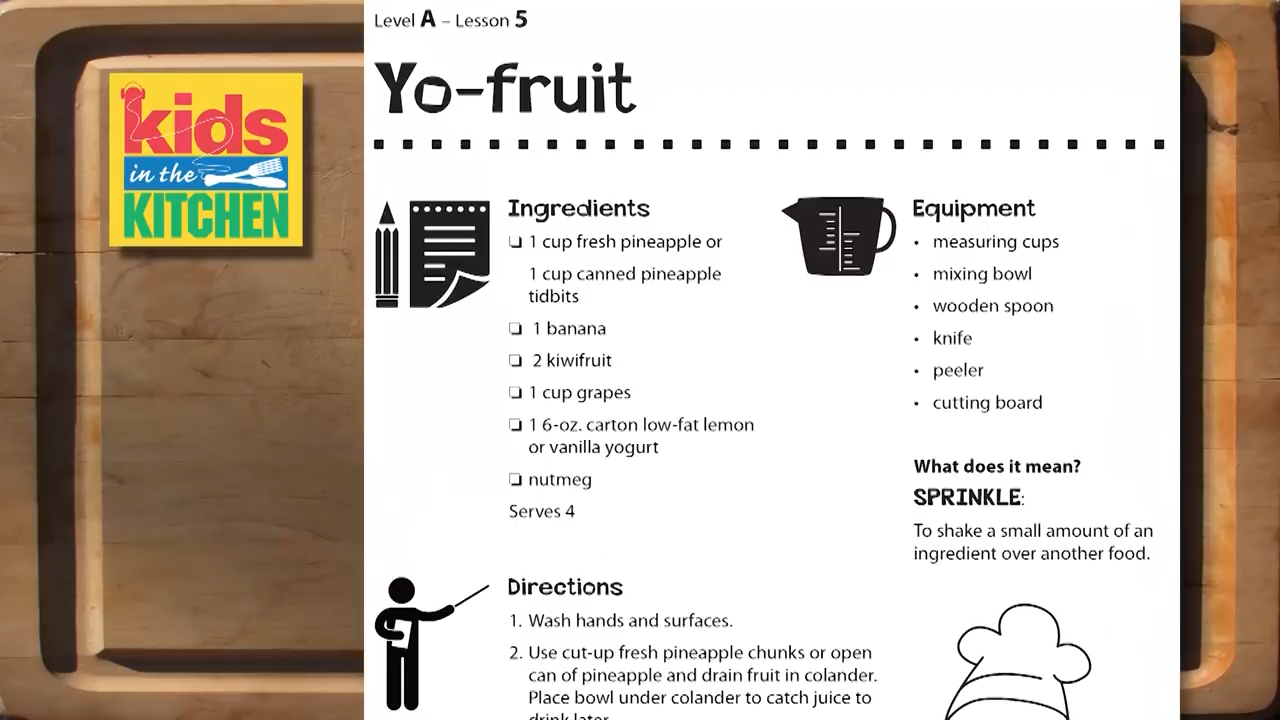 kids
in the
KITCHEN
Level A – Lesson 5
Yo-fruit
Ingredients
❏ 1 cup fresh pineapple or
1 cup canned pineapple
tidbits
❏ 1 banana
❏ 2 kiwifruit
❏ 1 cup grapes
❏ 1 6-oz. carton low-fat lemon
or vanilla yogurt
❏ nutmeg
Serves 4
Equipment
• measuring cups
• mixing bowl
• wooden spoon
• knife
• peeler
• cutting board
What does it mean?
SPRINKLE:
To shake a small amount of an
ingredient over another food.
Directions
1. Wash hands and surfaces.
2. Use cut-up fresh pineapple chunks or open
can of pineapple and drain fruit in colander.
Place bowl under colander to catch juice to
drink later.